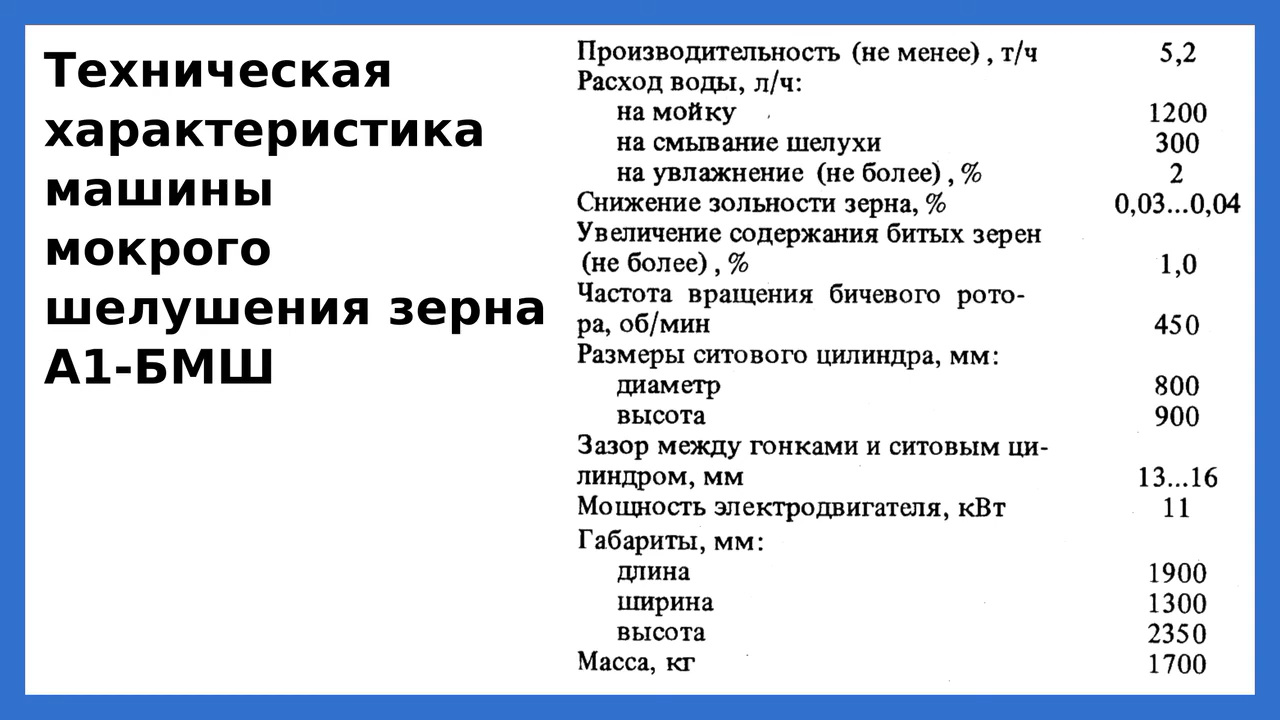 Техническая
характеристика
машины
мокрого
шелушения зерна
А1-БМШ
Производительность (не менее), т/ч 5,2
Расход воды, л/ч:
на мойку 1200
на смывание шелухи 300
на увлажнение (не более), % 2
Снижение зольности зерна, % 0,03...0,04
Увеличение содержания битых зерен
(не более), % 1,0
Частота вращения бичевого рото-
ра, об/мин 450
Размеры ситового цилиндра, мм:
диаметр 800
высота 900
Зазор между гонками и ситовым ци-
линдром, мм 13...16
Мощность электродвигателя, кВт 11
Габариты, мм:
длина 1900
ширина 1300
высота 2350
Масса, кг 1700